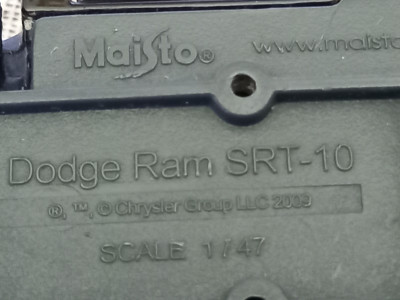 Maisto® www.maisto
Dodge Ram SRT-10
®, ™, © Chrysler Group LLC 2009
SCALE 1/47